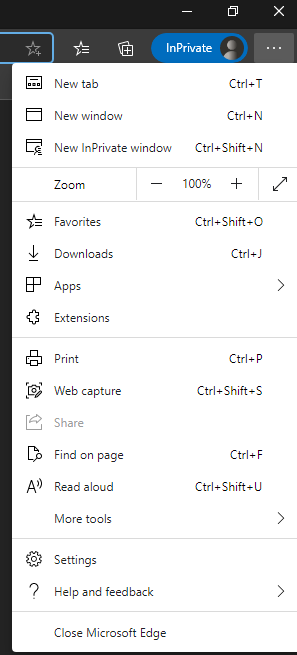 InPrivate
New tab Ctrl+T
New window Ctrl+N
New InPrivate window Ctrl+Shift+N
Zoom 100%
Favorites Ctrl+Shift+O
Downloads Ctrl+J
Apps
Extensions
Print Ctrl+P
Web capture Ctrl+Shift+S
Share
Find on page Ctrl+F
Read aloud Ctrl+Shift+U
More tools
Settings
Help and feedback
Close Microsoft Edge